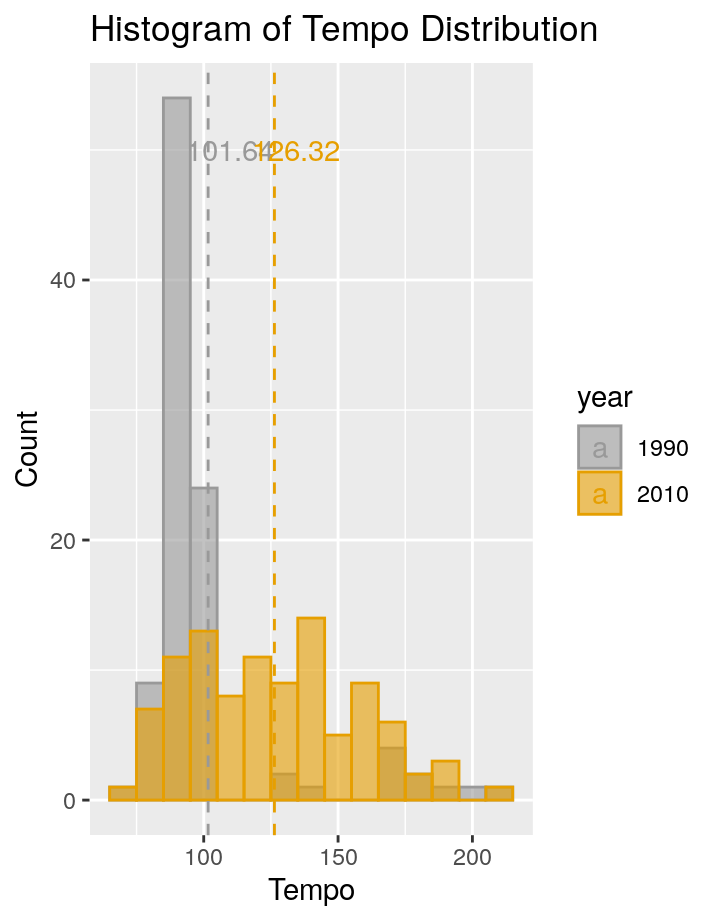 Histogram of Tempo Distribution
101.64
126.32
40
20
0
Count
100 150 200
Tempo
year
a 1990
a 2010